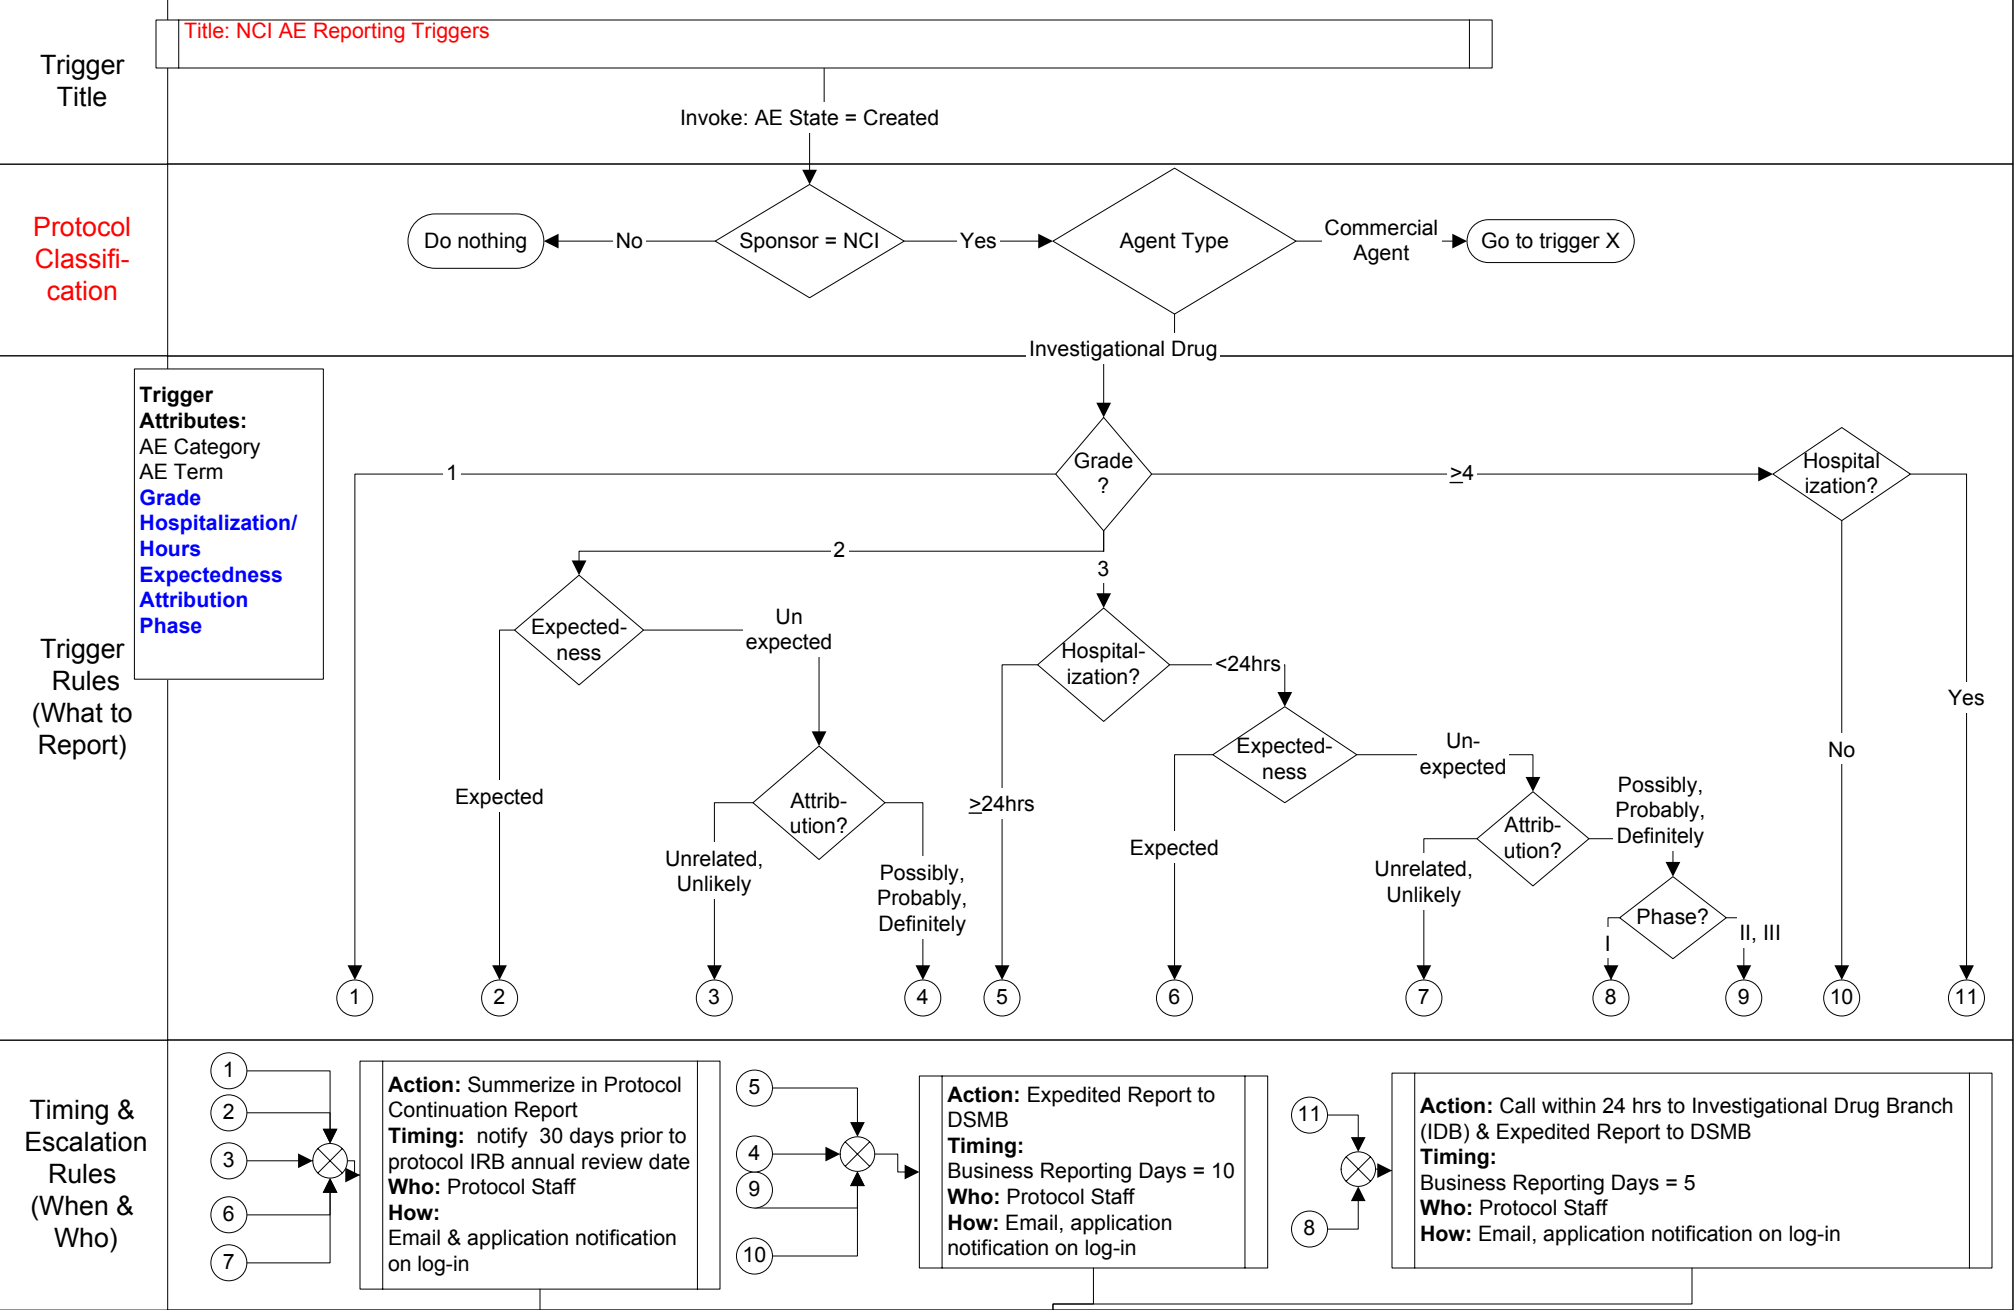 Trigger
Title
Title: NCI AE Reporting Triggers
Invoke: AE State = Created
Protocol
Classifi-
cation
Do nothing
No
Sponsor = NCI
Yes
Agent Type
Commercial
Agent
Go to trigger X
Investigational Drug
Trigger
Rules
(What to
Report)
Trigger
Attributes:
AE Category
AE Term
Grade
Hospitalization/
Hours
Expectedness
Attribution
Phase
Grade
?
1
≥4
Hospital
ization?
2
3
Expected-
ness
Un
expected
Hospital-
ization?
<24hrs
Yes
No
Expected-
ness
Un-
expected
Expected
Attrib-
ution?
≥24hrs
Expected
Attrib-
ution?
Possibly,
Probably,
Definitely
Unrelated,
Unlikely
Possibly,
Probably,
Definitely
Unrelated,
Unlikely
Phase?
I
II, III
1
2
3
4
5
6
7
8
9
10
11
Timing &
Escalation
Rules
(When &
Who)
1
2
3
6
7
Action: Summerize in Protocol
Continuation Report
Timing: notify 30 days prior to
protocol IRB annual review date
Who: Protocol Staff
How:
Email & application notification
on log-in
5
4
9
10
Action: Expedited Report to
DSMB
Timing:
Business Reporting Days = 10
Who: Protocol Staff
How: Email, application
notification on log-in
11
8
Action: Call within 24 hrs to Investigational Drug Branch
(IDB) & Expedited Report to DSMB
Timing:
Business Reporting Days = 5
Who: Protocol Staff
How: Email, application notification on log-in